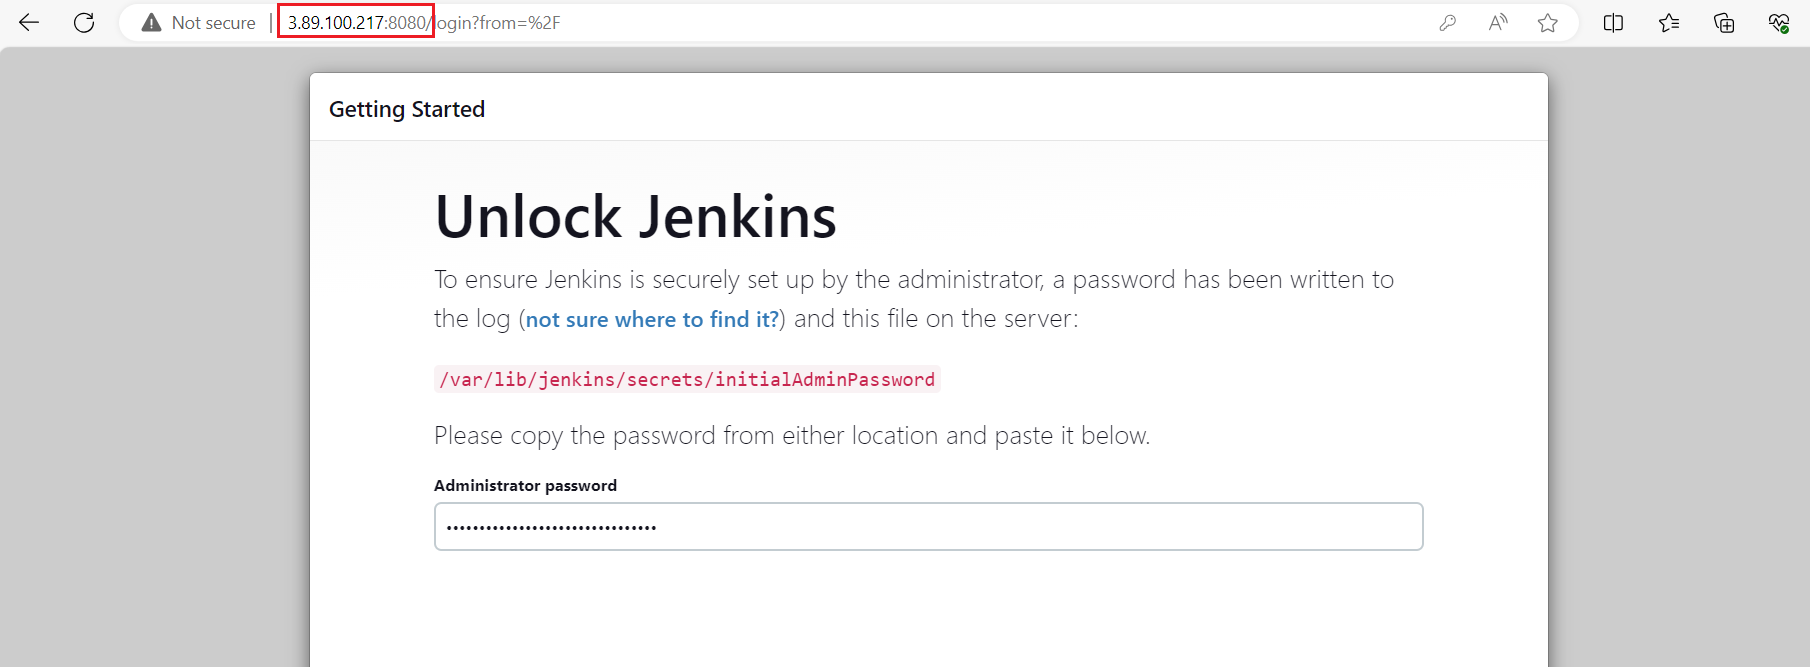 Not secure | 3.89.100.217:8080/login?from=%2F
Getting Started
Unlock Jenkins
To ensure Jenkins is securely set up by the administrator, a password has been written to
the log (not sure where to find it?) and this file on the server:
/var/lib/jenkins/secrets/initialAdminPassword
Please copy the password from either location and paste it below.
Administrator password